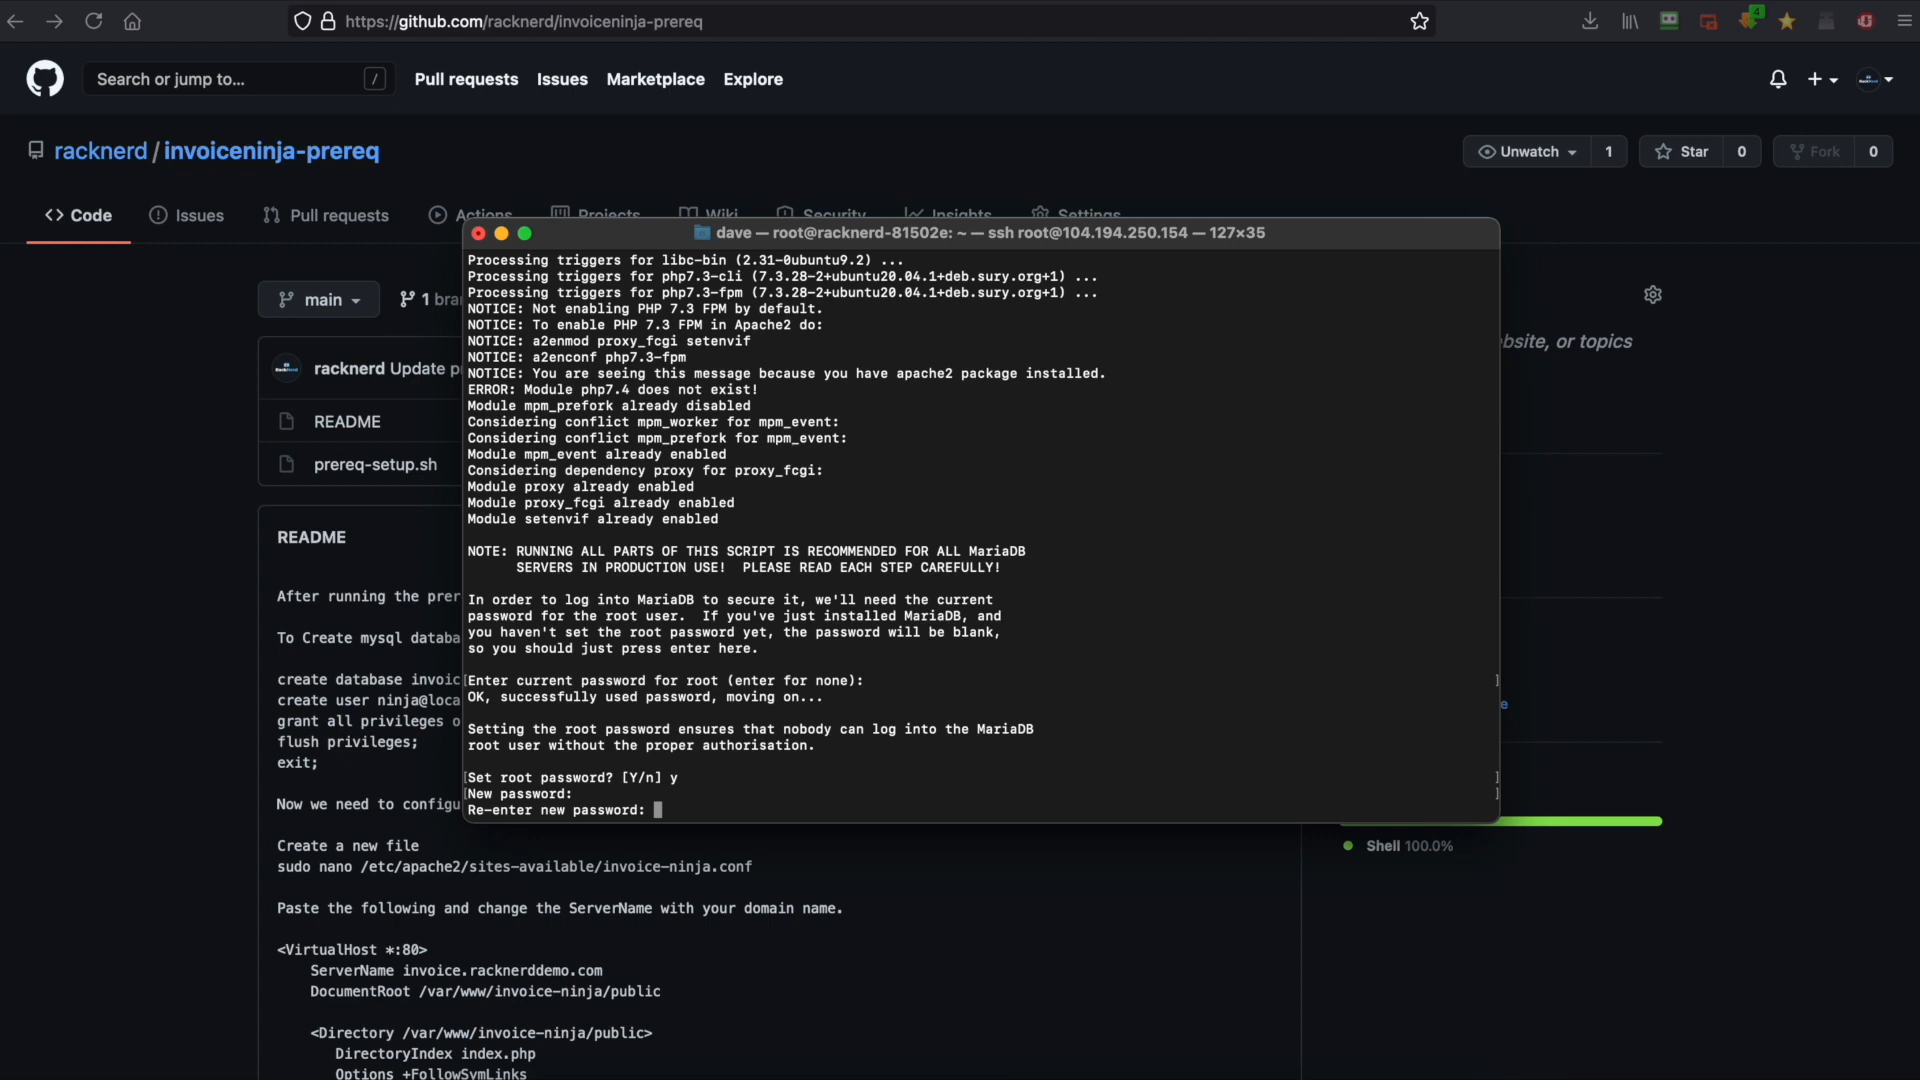 https://github.com/racknerd/invoiceninja-prereq
4
Search or jump to... /
Pull requests
Issues
Marketplace
Explore
racknerd / invoiceninja-prereq
Unwatch 1
Star 0
Fork 0
Code
Issues
Pull requests
Actions
Projects
Wiki
Security
Insights
Settings
dave — root@racknerd-81502e: ~ — ssh root@104.194.250.154 — 127×35
Processing triggers for libc-bin (2.31-0ubuntu9.2) ...
Processing triggers for php7.3-cli (7.3.28-2+ubuntu20.04.1+deb.sury.org+1) ...
Processing triggers for php7.3-fpm (7.3.28-2+ubuntu20.04.1+deb.sury.org+1) ...
NOTICE: Not enabling PHP 7.3 FPM by default.
NOTICE: To enable PHP 7.3 FPM in Apache2 do:
NOTICE: a2enmod proxy_fcgi setenvif
NOTICE: a2enconf php7.3-fpm
NOTICE: You are seeing this message because you have apache2 package installed.
ERROR: Module php7.4 does not exist!
Module mpm_prefork already disabled
Considering conflict mpm_worker for mpm_event:
Considering conflict mpm_prefork for mpm_event:
Module mpm_event already enabled
Considering dependency proxy for proxy_fcgi:
Module proxy already enabled
Module proxy_fcgi already enabled
Module setenvif already enabled
NOTE: RUNNING ALL PARTS OF THIS SCRIPT IS RECOMMENDED FOR ALL MariaDB
SERVERS IN PRODUCTION USE!  PLEASE READ EACH STEP CAREFULLY!
In order to log into MariaDB to secure it, we'll need the current
password for the root user.  If you've just installed MariaDB, and
you haven't set the root password yet, the password will be blank,
so you should just press enter here.
[Enter current password for root (enter for none): ]
OK, successfully used password, moving on...
Setting the root password ensures that nobody can log into the MariaDB
root user without the proper authorisation.
[Set root password? [Y/n] y ]
[New password: ]
Re-enter new password:
main
1 bra
racknerd Update p
README
prereq-setup.sh
README
After running the prer
To Create mysql databa
create database invoic
create user ninja@loca
grant all privileges o
flush privileges;
exit;
Now we need to configu
Create a new file
sudo nano /etc/apache2/sites-available/invoice-ninja.conf
Paste the following and change the ServerName with your domain name.
<VirtualHost *:80>
ServerName invoice.racknerddemo.com
DocumentRoot /var/www/invoice-ninja/public
<Directory /var/www/invoice-ninja/public>
DirectoryIndex index.php
Options +FollowSymLinks
bsite, or topics
e
Shell 100.0%